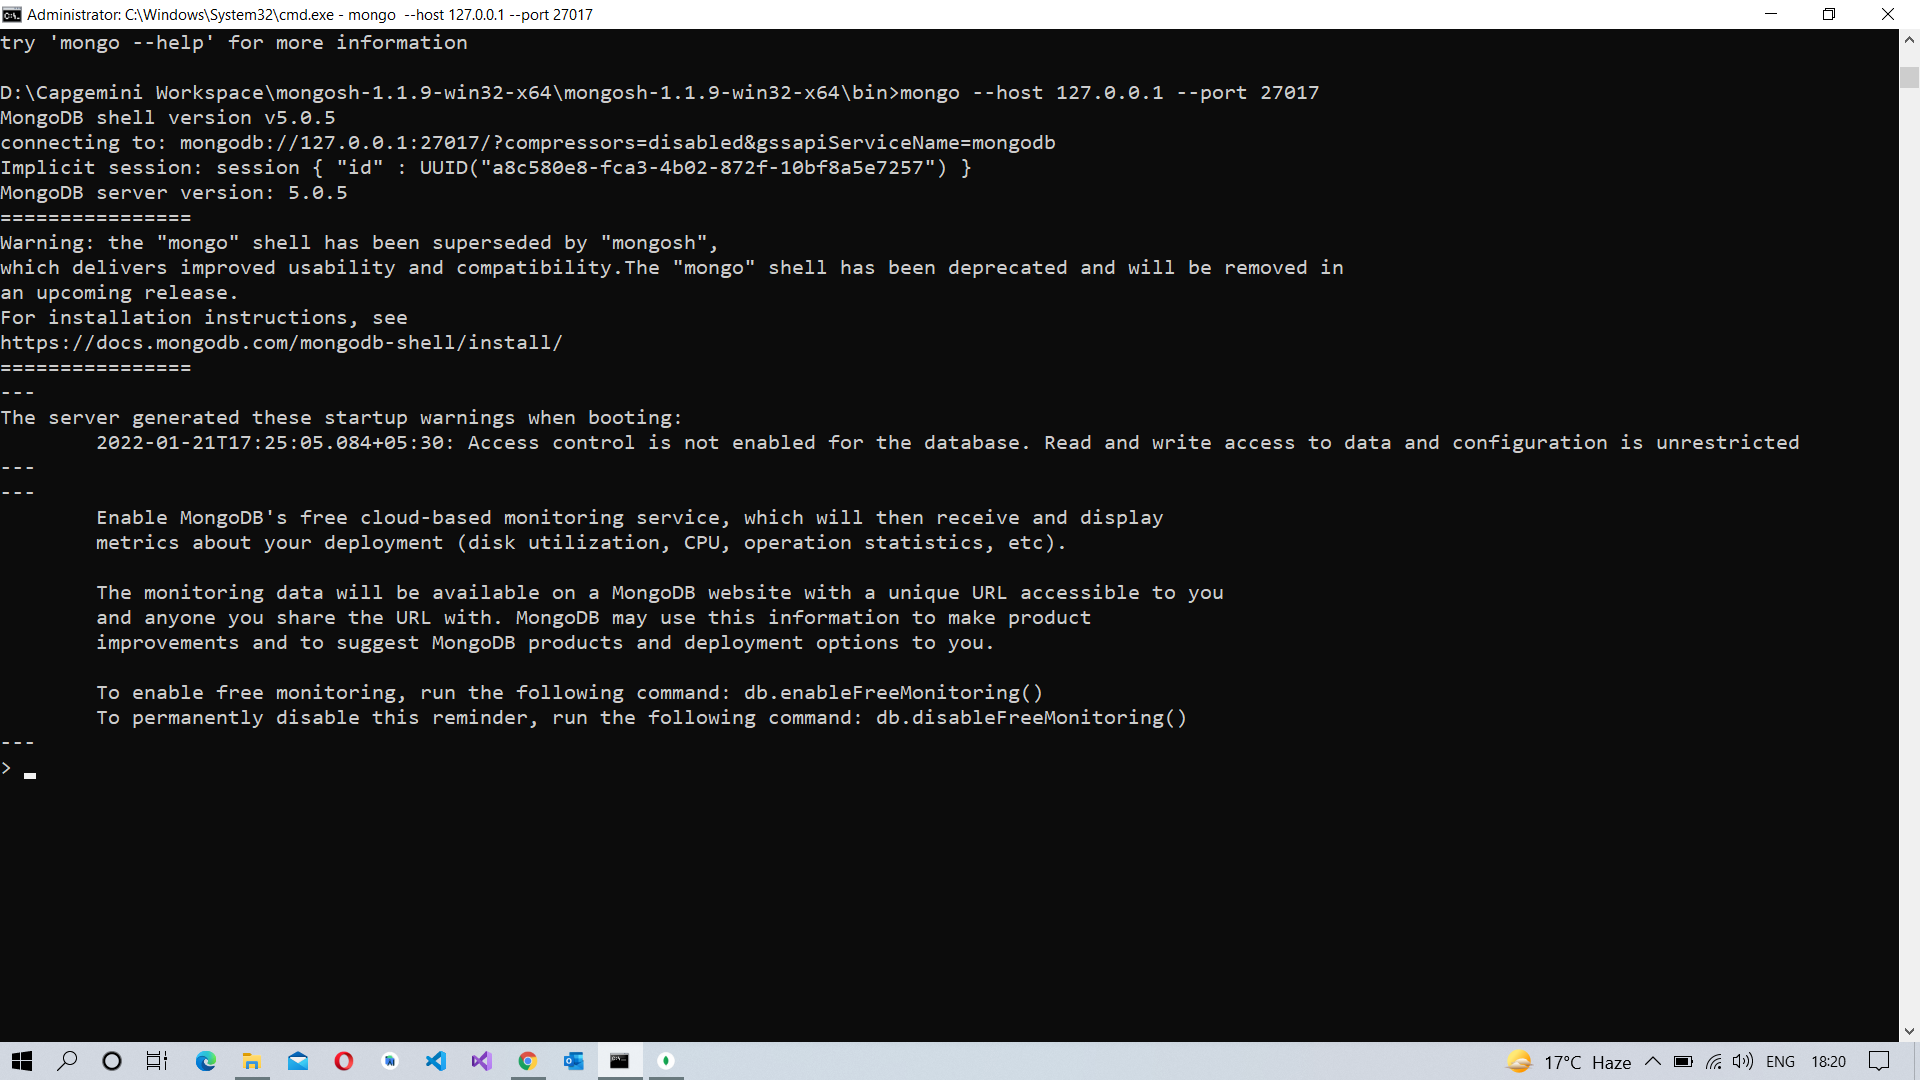 Administrator: C:\Windows\System32\cmd.exe - mongo  --host 127.0.0.1 --port 27017
try 'mongo --help' for more information
D:\Capgemini Workspace\mongosh-1.1.9-win32-x64\mongosh-1.1.9-win32-x64\bin>mongo --host 127.0.0.1 --port 27017
MongoDB shell version v5.0.5
connecting to: mongodb://127.0.0.1:27017/?compressors=disabled&gssapiServiceName=mongodb
Implicit session: session { "id" : UUID("a8c580e8-fca3-4b02-872f-10bf8a5e7257") }
MongoDB server version: 5.0.5
================
Warning: the "mongo" shell has been superseded by "mongosh",
which delivers improved usability and compatibility.The "mongo" shell has been deprecated and will be removed in
an upcoming release.
For installation instructions, see
https://docs.mongodb.com/mongodb-shell/install/
================
---
The server generated these startup warnings when booting:
        2022-01-21T17:25:05.084+05:30: Access control is not enabled for the database. Read and write access to data and configuration is unrestricted
---
---
        Enable MongoDB's free cloud-based monitoring service, which will then receive and display
        metrics about your deployment (disk utilization, CPU, operation statistics, etc).
        The monitoring data will be available on a MongoDB website with a unique URL accessible to you
        and anyone you share the URL with. MongoDB may use this information to make product
        improvements and to suggest MongoDB products and deployment options to you.
        To enable free monitoring, run the following command: db.enableFreeMonitoring()
        To permanently disable this reminder, run the following command: db.disableFreeMonitoring()
---
>
17°C Haze ENG 18:20